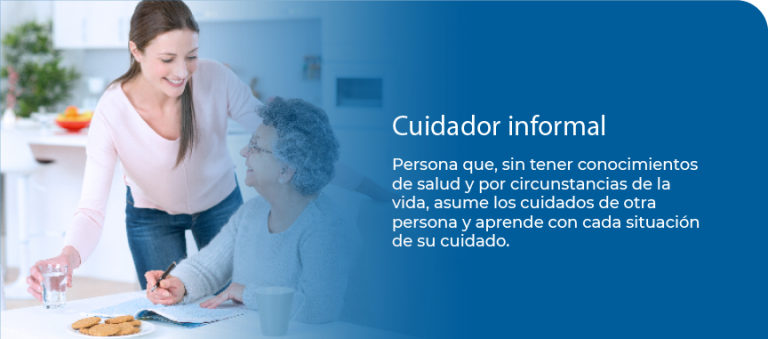 Cuidador informal
Persona que, sin tener conocimientos
de salud y por circunstancias de la
vida, asume los cuidados de otra
persona y aprende con cada situación
de su cuidado.